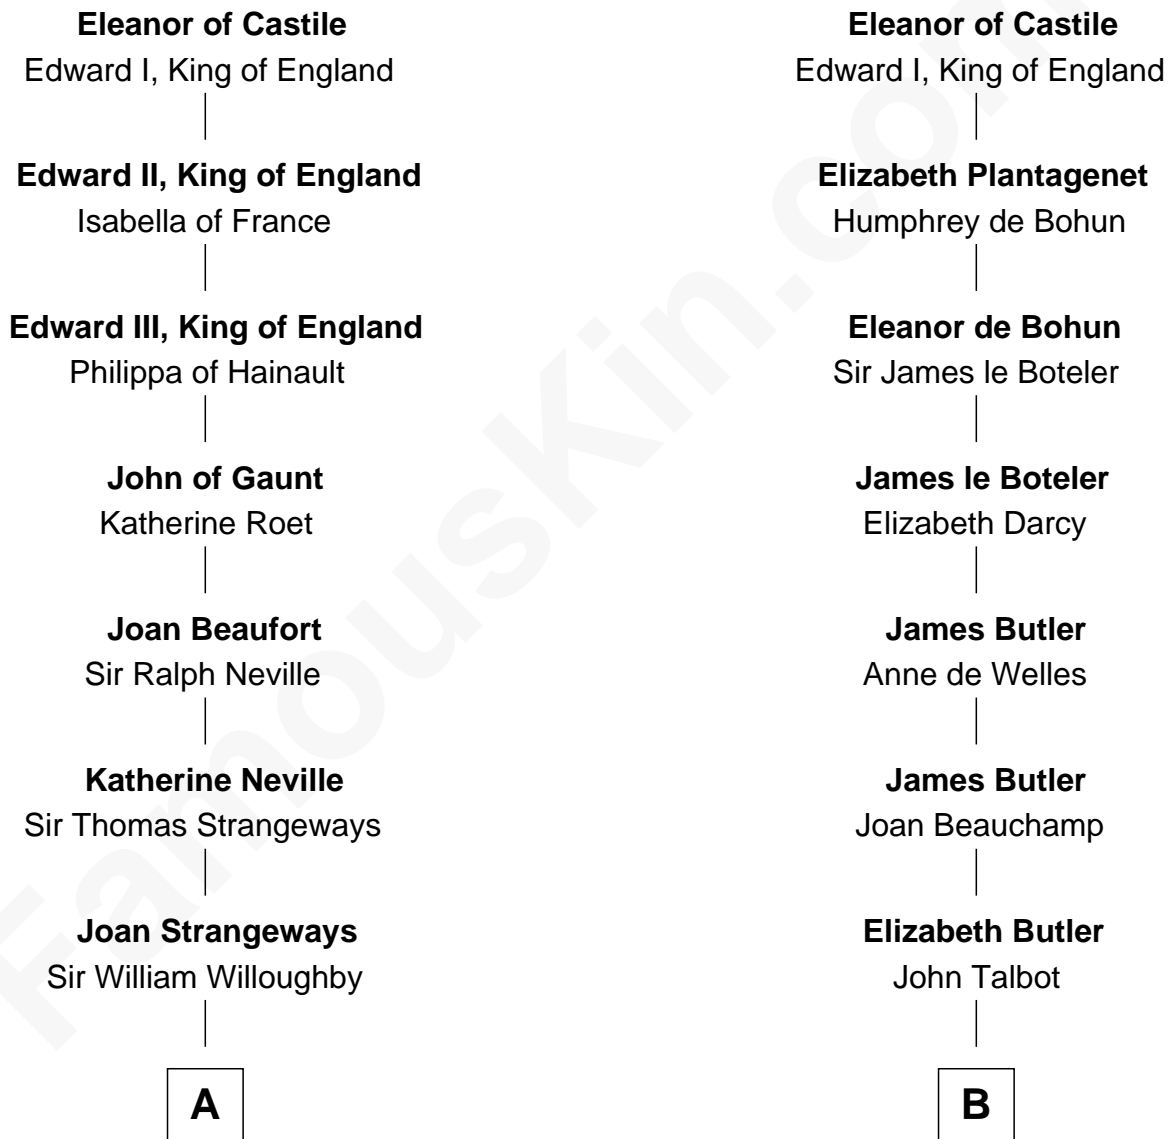 Eleanor of Castile
Edward I, King of England
Edward II, King of England
Isabella of France
Edward III, King of England
Philippa of Hainault
John of Gaunt
Katherine Roet
Joan Beaufort
Sir Ralph Neville
Katherine Neville
Sir Thomas Strangeways
Joan Strangeways
Sir William Willoughby
A
Eleanor of Castile
Edward I, King of England
Elizabeth Plantagenet
Humphrey de Bohun
Eleanor de Bohun
Sir James le Boteler
James le Boteler
Elizabeth Darcy
James Butler
Anne de Welles
James Butler
Joan Beauchamp
Elizabeth Butler
John Talbot
B
FamousKin.com